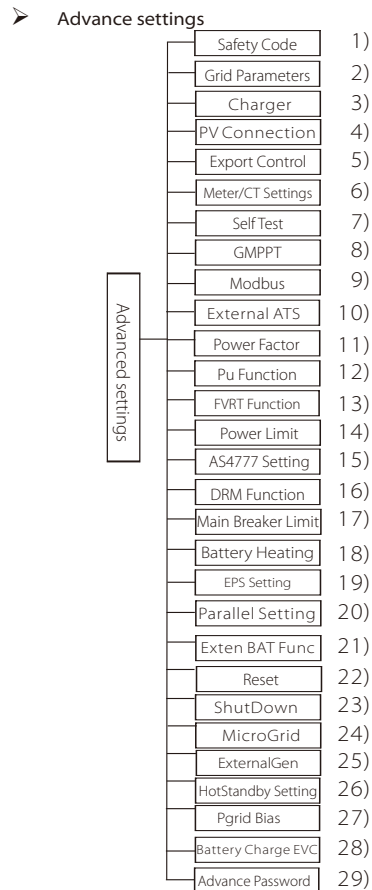 ➢ Advance settings
Advanced settings
Safety Code 1)
Grid Parameters 2)
Charger 3)
PV Connection 4)
Export Control 5)
Meter/CT Settings 6)
Self Test 7)
GMPPT 8)
Modbus 9)
External ATS 10)
Power Factor 11)
Pu Function 12)
FVRT Function 13)
Power Limit 14)
AS4777 Setting 15)
DRM Function 16)
Main Breaker Limit 17)
Battery Heating 18)
EPS Setting 19)
Parallel Setting 20)
Exten BAT Func 21)
Reset 22)
ShutDown 23)
MicroGrid 24)
ExternalGen 25)
HotStandby Setting 26)
Pgrid Bias 27)
Battery Charge EVC 28)
Advance Password 29)